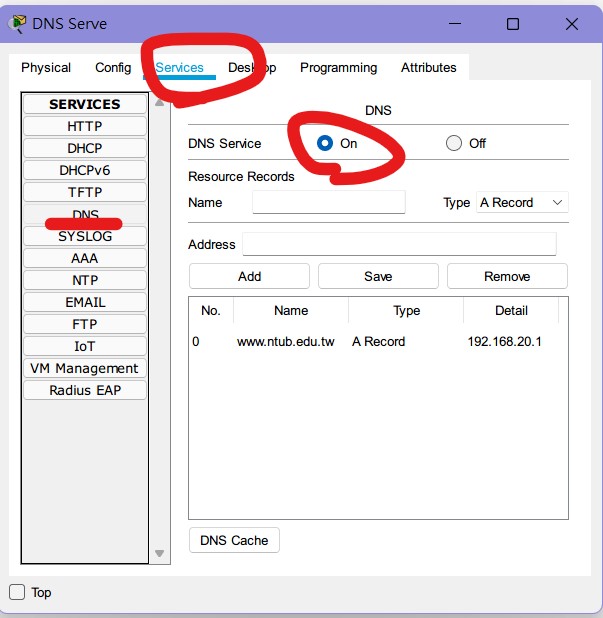 DNS Serve
Physical Config Services Desktop Programming Attributes
SERVICES
HTTP
DHCP
DHCPv6
TFTP
DNS
SYSLOG
AAA
NTP
EMAIL
FTP
IoT
VM Management
Radius EAP
DNS
DNS Service On Off
Resource Records
Name Type A Record
Address
Add Save Remove
No. Name Type Detail
0 www.ntub.edu.tw A Record 192.168.20.1
DNS Cache
Top